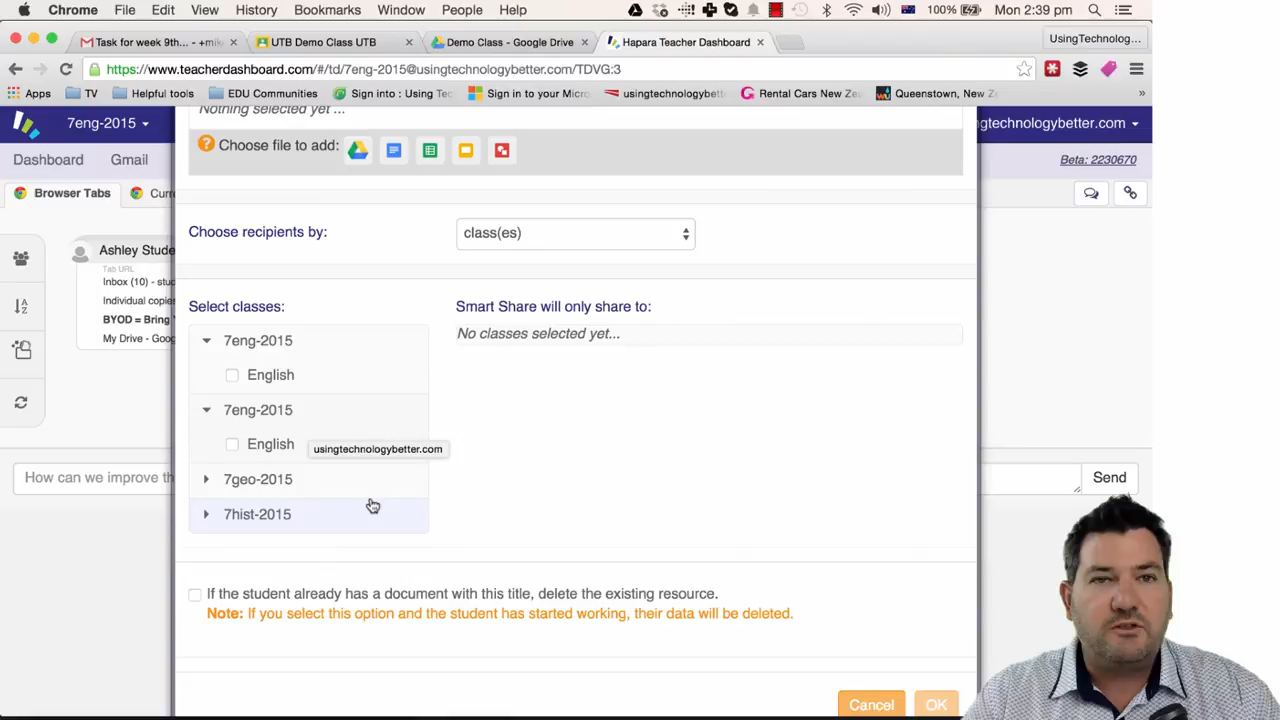 Chrome File Edit View History Bookmarks Window People Help 100% Mon 2:39 pm
Task for week 9th... - +mik UTB Demo Class UTB Demo Class - Google Drive Hapara Teacher Dashboard UsingTechnolog...
https://www.teacherdashboard.com/#/td/7eng-2015@usingtechnologybetter.com/TDVG:3
Apps TV Helpful tools EDU Communities Sign into : Using Tec Sign in to your Micro usingtechnologybett Rental Cars New Zea Queenstown, New Z »
Nothing selected yet ...
7eng-2015 ngtechnologybetter.com
Choose file to add:
Dashboard Gmail Beta: 2230670
Browser Tabs Curre
Choose recipients by: class(es)
Ashley Stude
Tab URL
Inbox (10) - stud
Individual copies
BYOD = Bring Y
My Drive - Goog
Select classes: Smart Share will only share to:
7eng-2015 No classes selected yet...
English
7eng-2015
English usingtechnologybetter.com
7geo-2015
How can we improve th Send
7hist-2015
If the student already has a document with this title, delete the existing resource.
Note: If you select this option and the student has started working, their data will be deleted.
Cancel OK